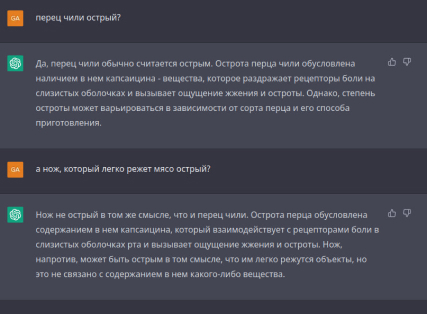 GA перец чили острый?
Да, перец чили обычно считается острым. Острота перца чили обусловлена
наличием в нем капсаицина - вещества, которое раздражает рецепторы боли на
слизистых оболочках и вызывает ощущение жжения и остроты. Однако, степень
остроты может варьироваться в зависимости от сорта перца и его способа
приготовления.
GA а нож, который легко режет мясо острый?
Нож не острый в том же смысле, что и перец чили. Острота перца обусловлена
содержанием в нем капсаицина, который взаимодействует с рецепторами боли в
слизистых оболочках рта и вызывает ощущение жжения и остроты. Нож,
напротив, может быть острым в том смысле, что им легко режутся объекты, но
это не связано с содержанием в нем какого-либо вещества.